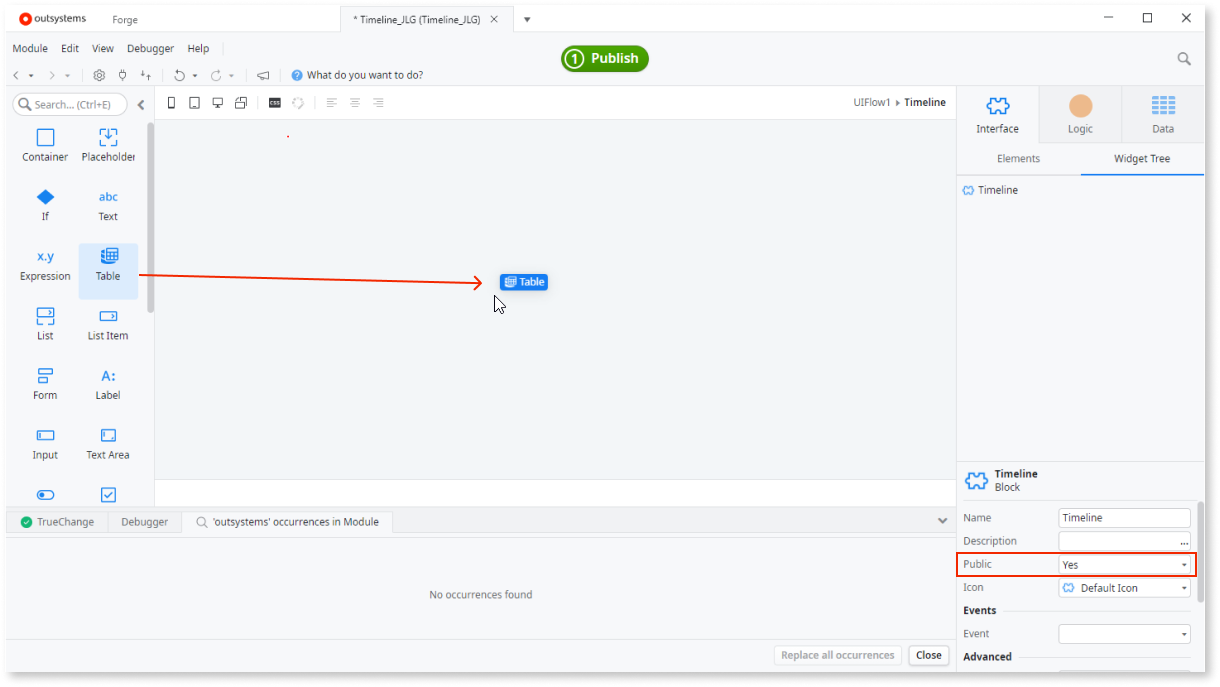 outsystems Forge * Timeline_JLG (Timeline_JLG)
Module Edit View Debugger Help
1 Publish
What do you want to do?
Search... (Ctrl+E)
css
UIFlow1 Timeline
Interface Logic Data
Elements Widget Tree
Timeline
Container Placeholder
abc
If Text
x.y
Expression Table
Table
List List Item
A:
Form Label
Input Text Area
Timeline
Block
Name Timeline
Description ...
Public Yes
Icon Default Icon
Events
Event
Advanced
TrueChange Debugger 'outsystems' occurrences in Module
No occurrences found
Replace all occurrences Close